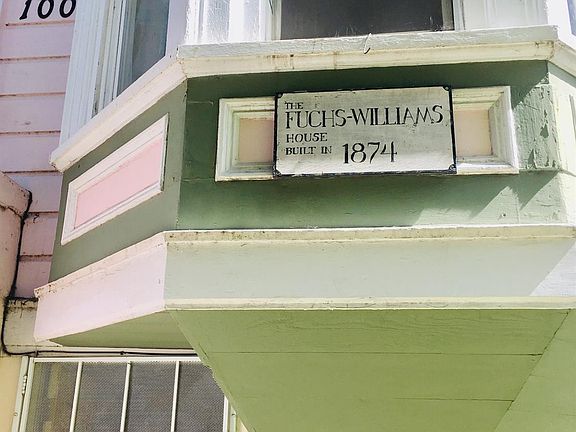 100
THE
FUCHS-WILLIAMS
HOUSE
BUILT IN 1874